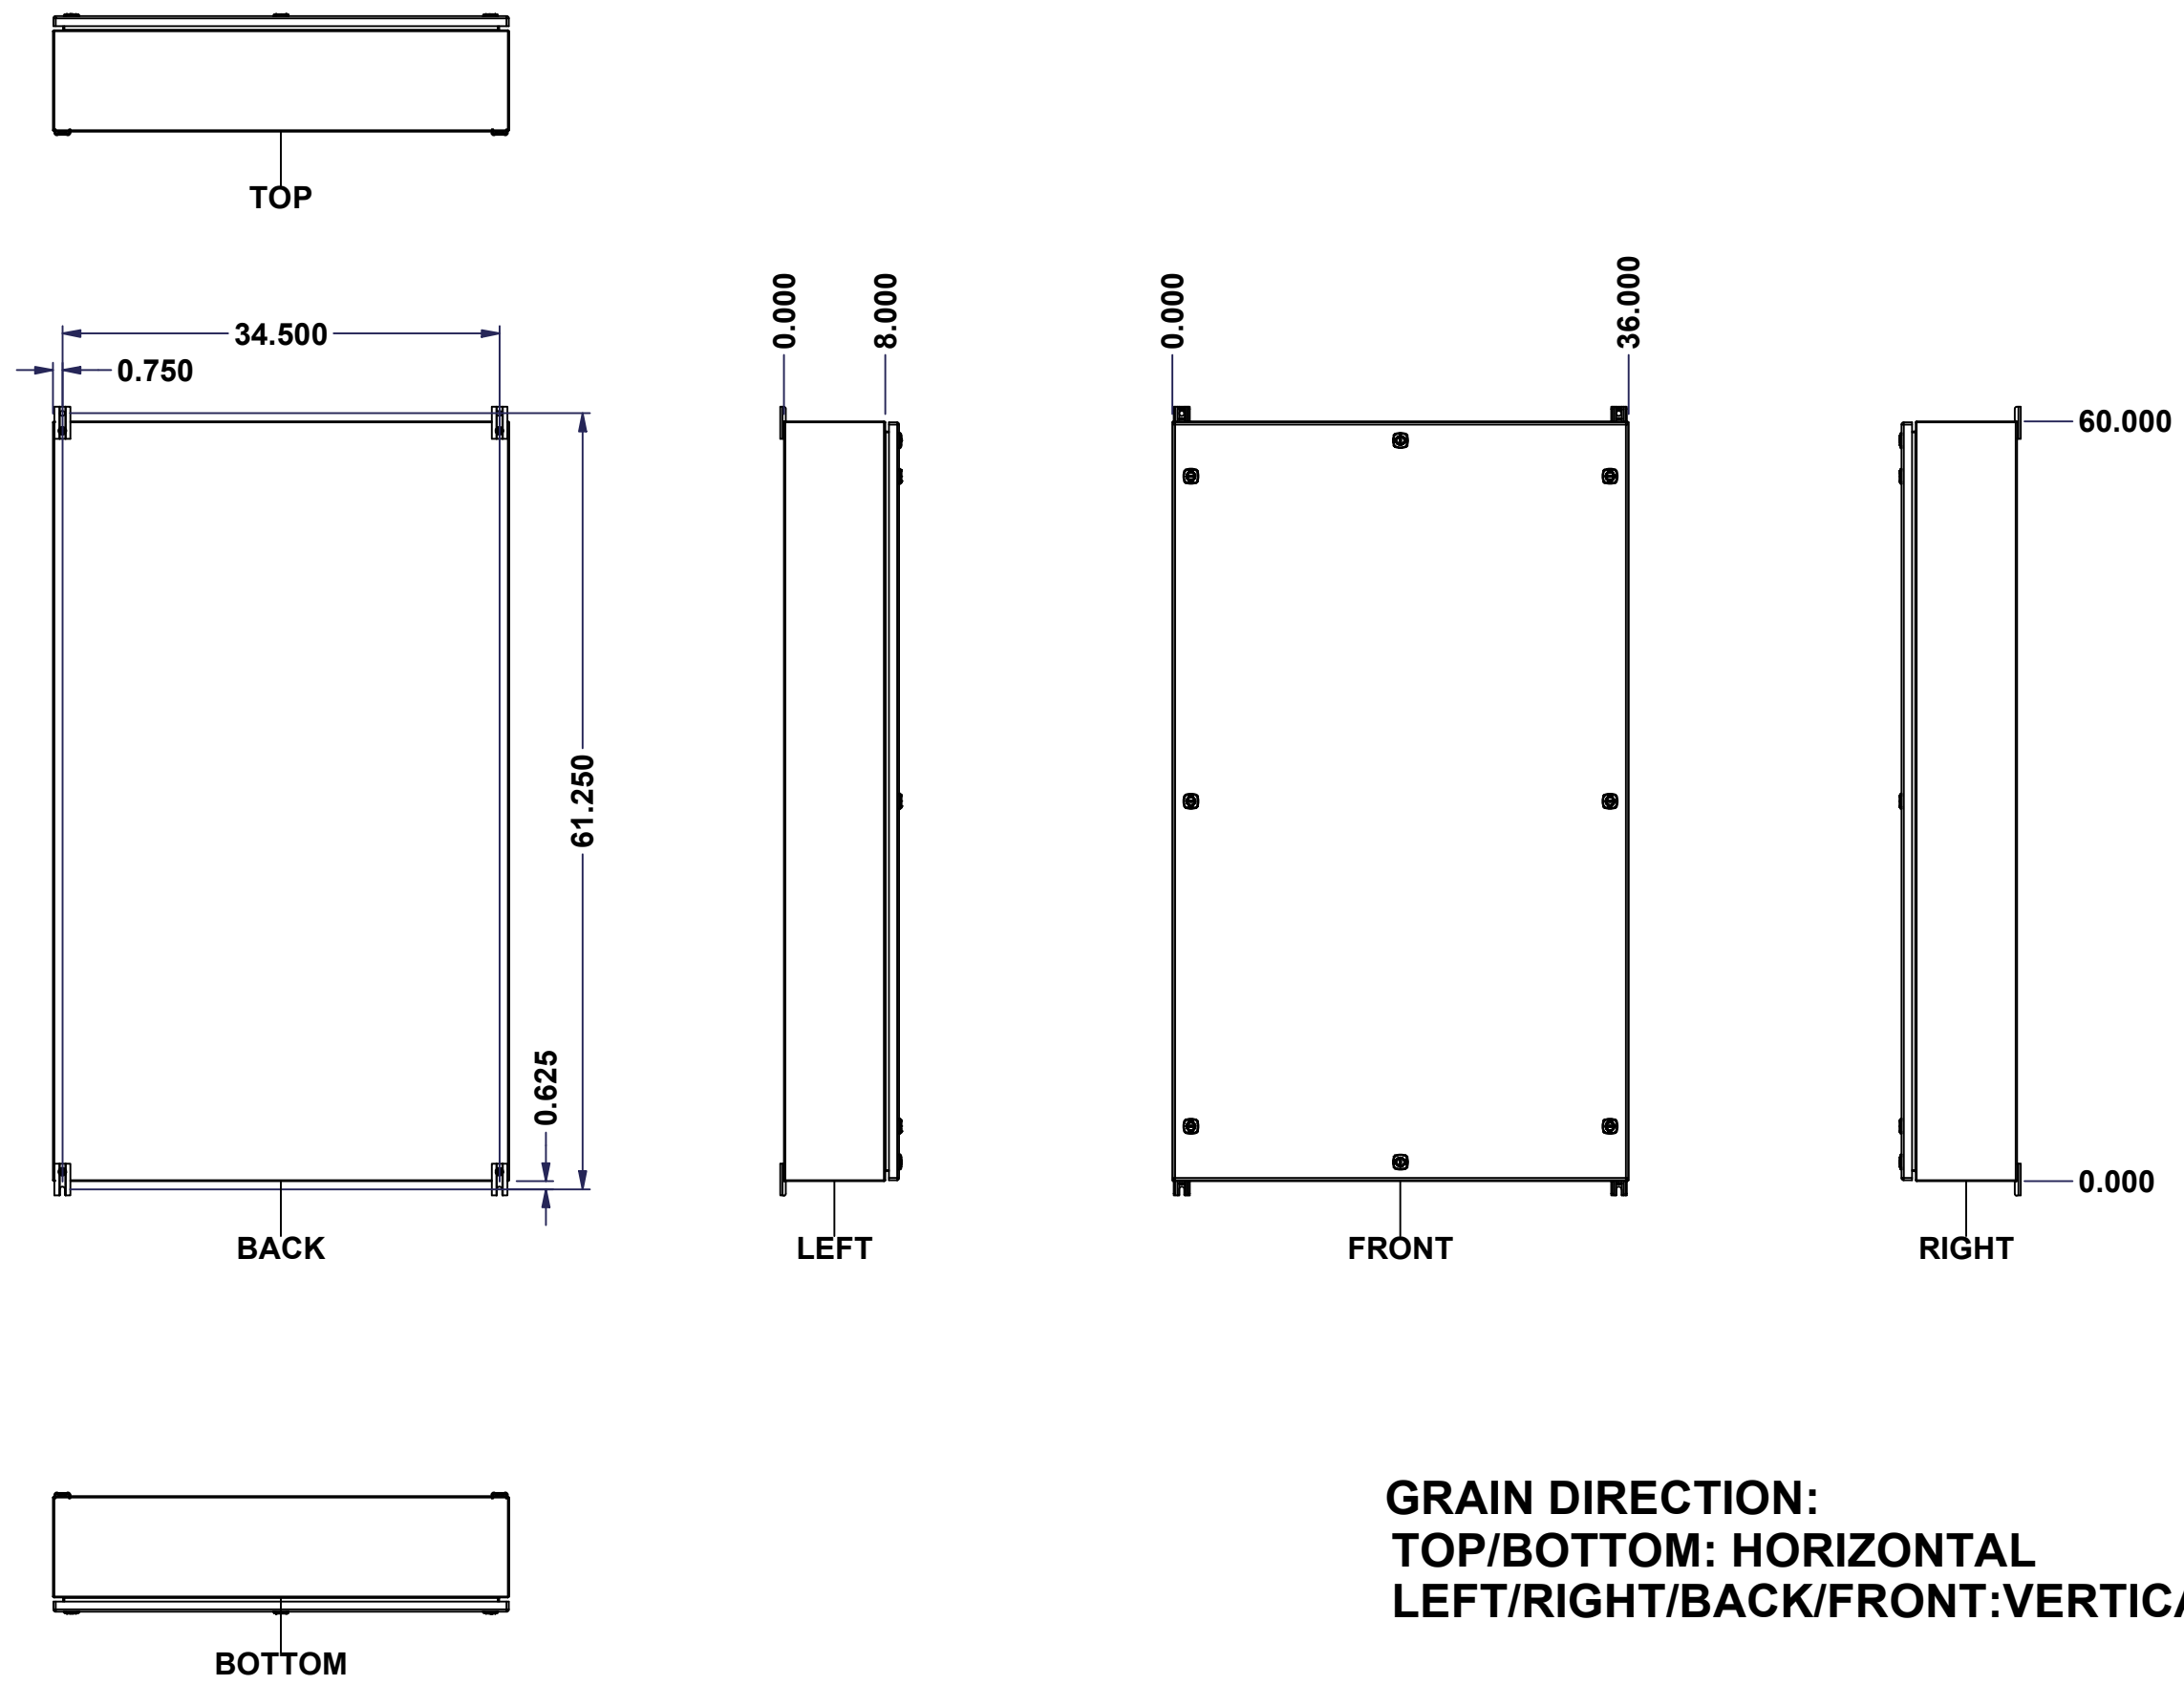 TOP
0.000
8.000
0.000
36.000
34.500
0.750
60.000
61.250
0.625
0.000
BACK
LEFT
FRONT
RIGHT
GRAIN DIRECTION:
TOP/BOTTOM: HORIZONTAL
LEFT/RIGHT/BACK/FRONT:VERTICA
BOTTOM